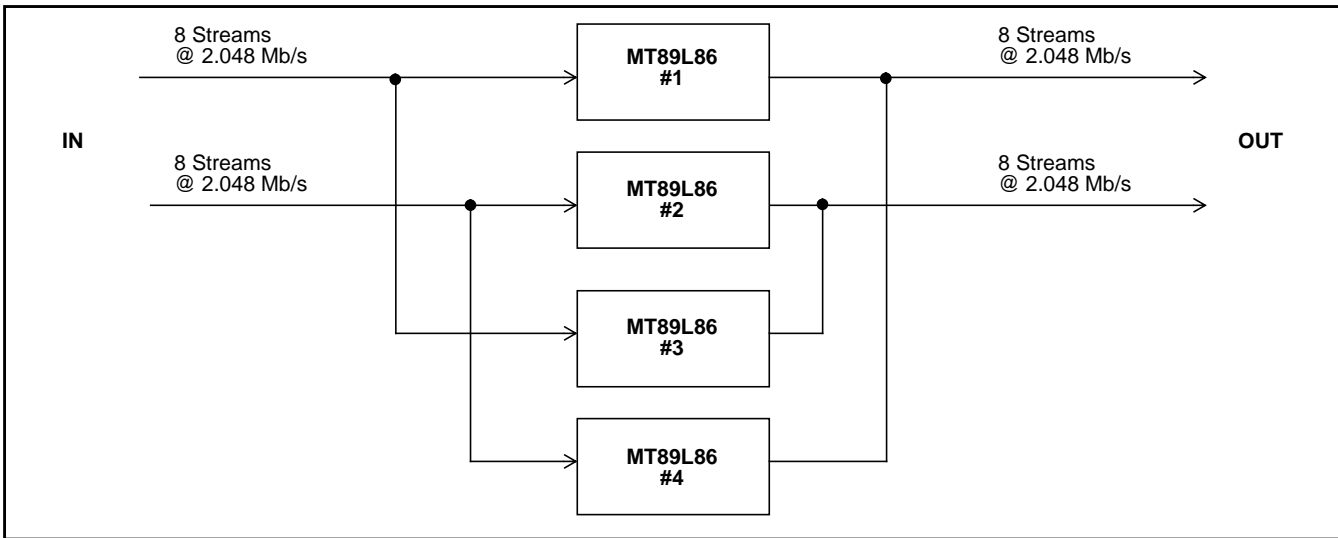 8 Streams
@ 2.048 Mb/s
MT89L86
#1
8 Streams
@ 2.048 Mb/s
IN
OUT
8 Streams
@ 2.048 Mb/s
MT89L86
#2
8 Streams
@ 2.048 Mb/s
MT89L86
#3
MT89L86
#4